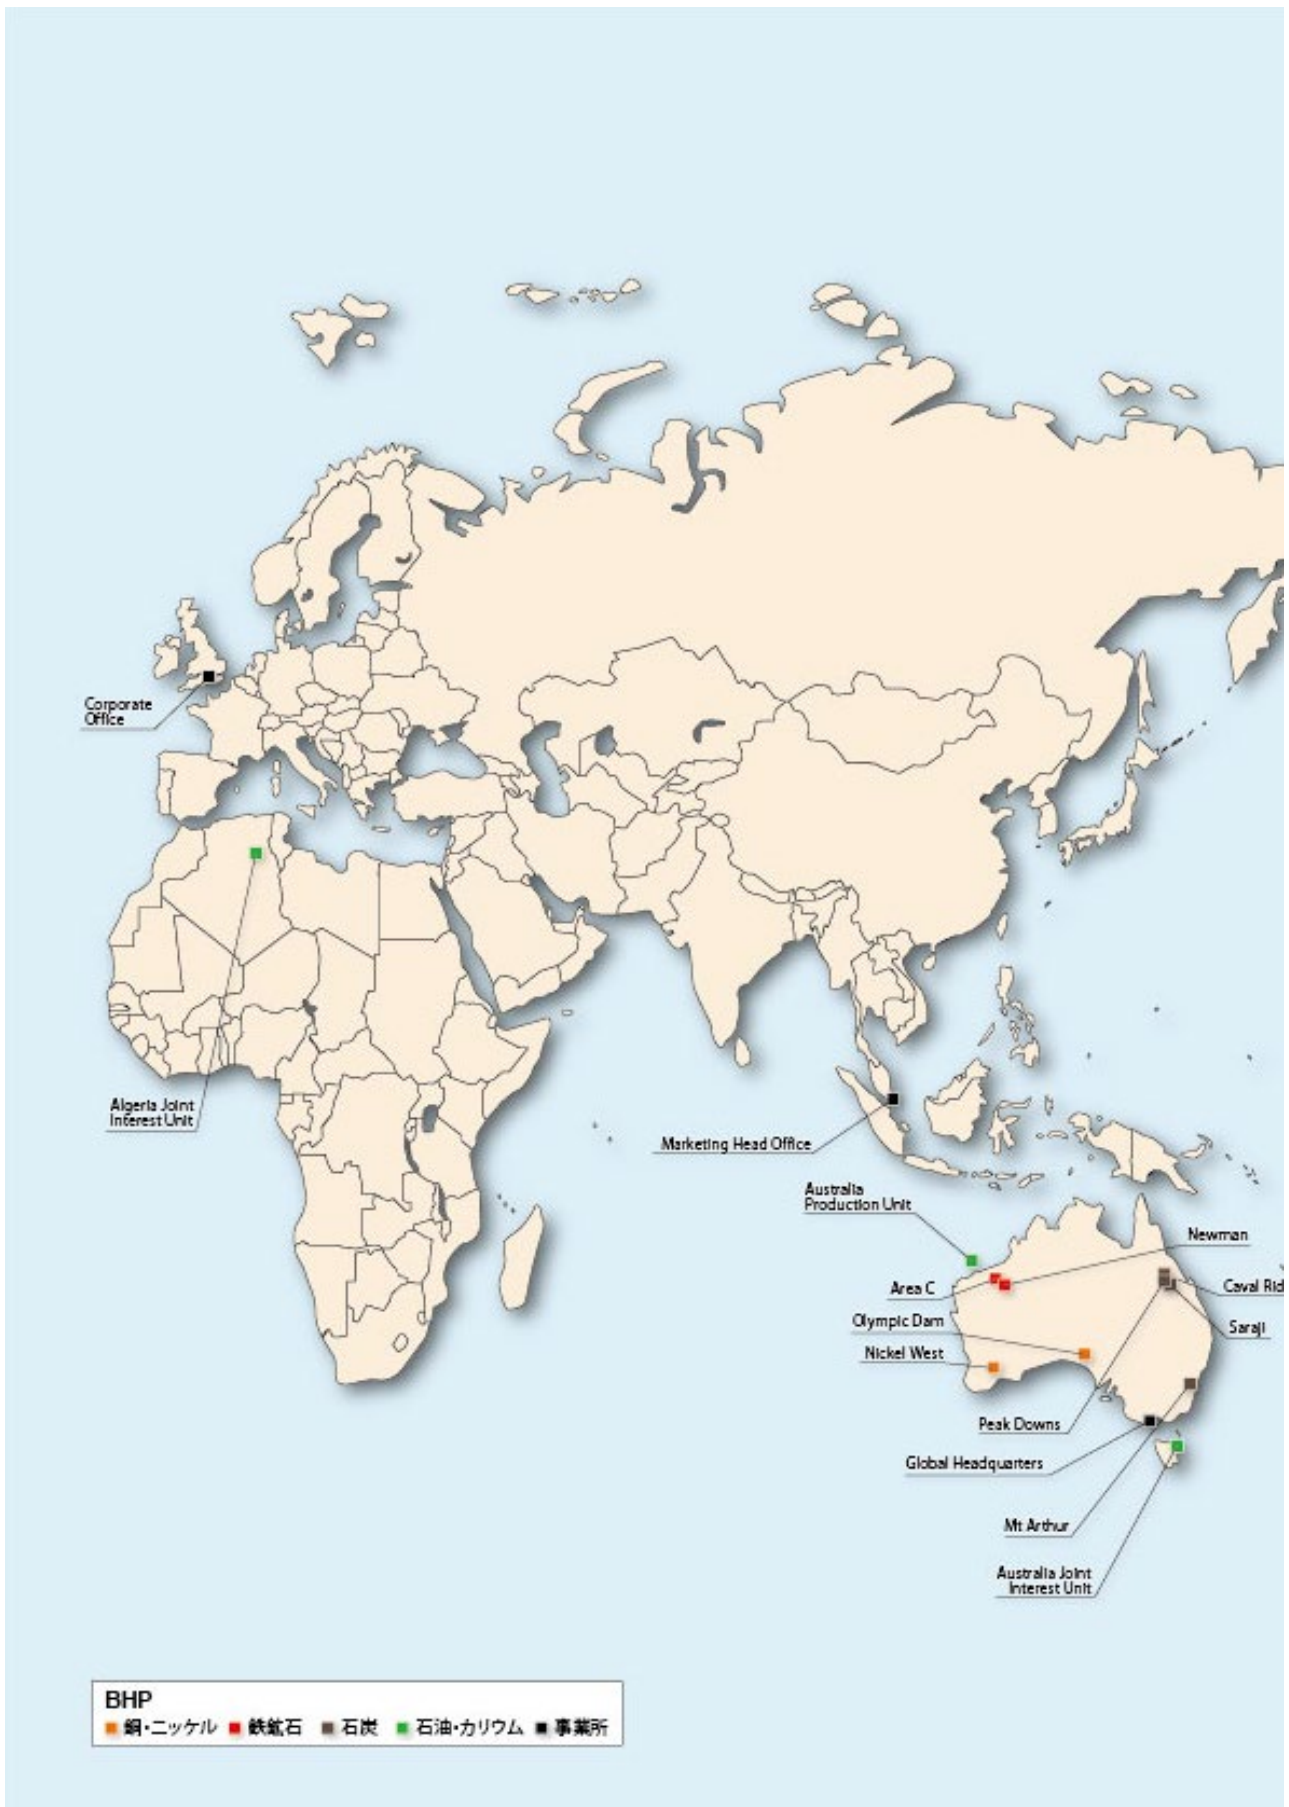 Corporate
Office
Algeria Joint
Interest Unit
Marketing Head Office
Australia
Production Unit
Newman
Area C
Caval Rid
Olympic Dam
Saraji
Nickel West
Peak Downs
Global Headquarters
Mt Arthur
Australia Joint
Interest Unit
BHP
銅・ニッケル 鉄鉱石 石炭 石油・カリウム 事業所